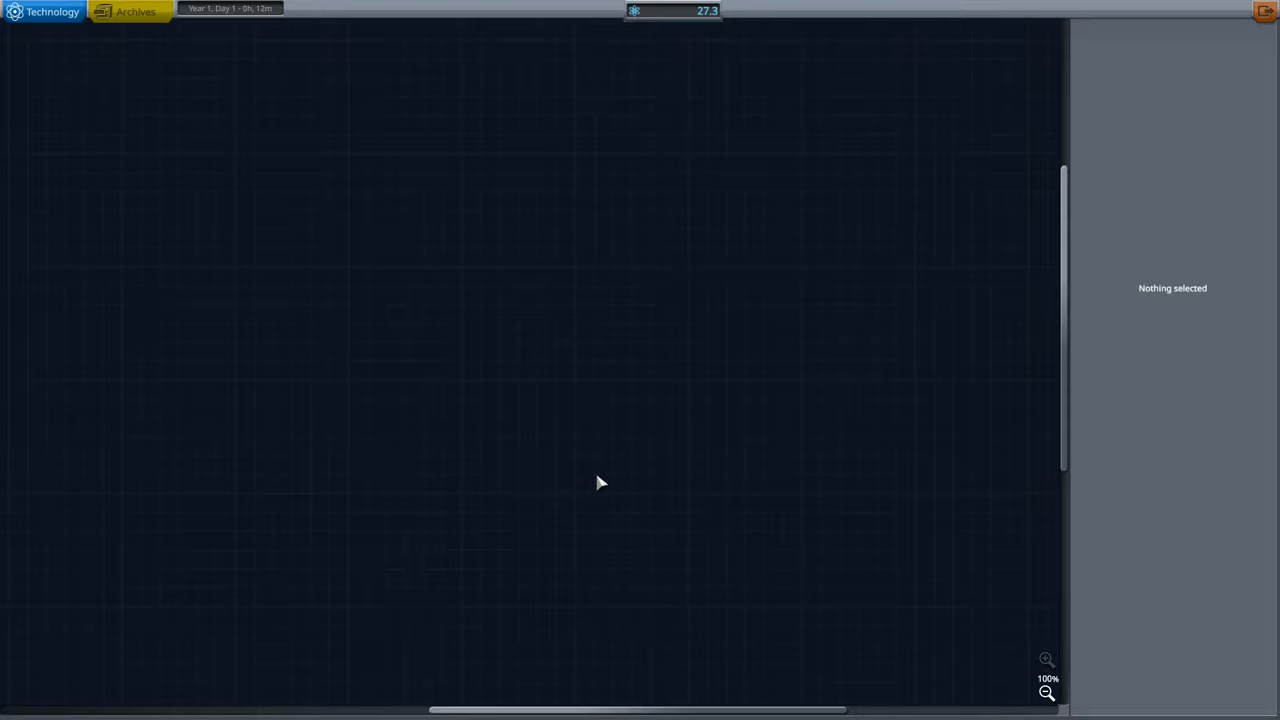 Technology
Archives
Year 1, Day 1 - 0h, 12m
27.3
Nothing selected
100%